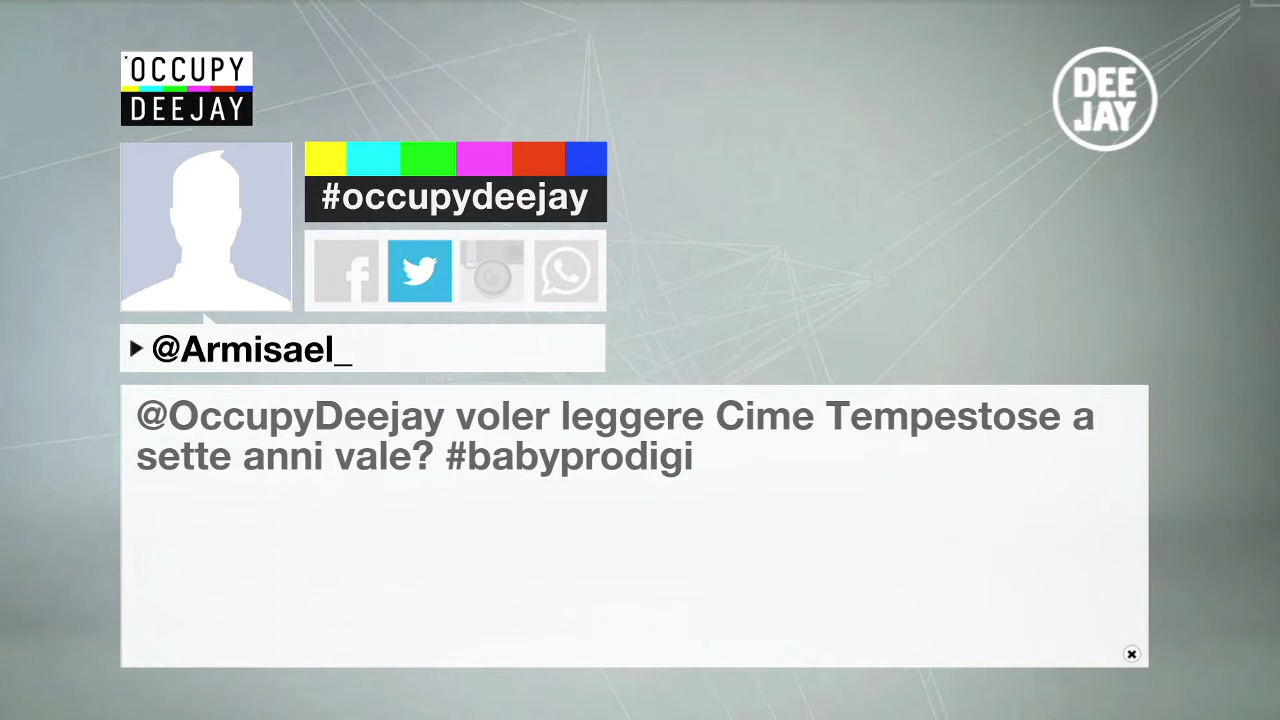 OCCUPY
DEEJAY
DEE
JAY
#occupydeejay
@Armisael_
@OccupyDeejay voler leggere Cime Tempestose a
sette anni vale? #babyprodigi